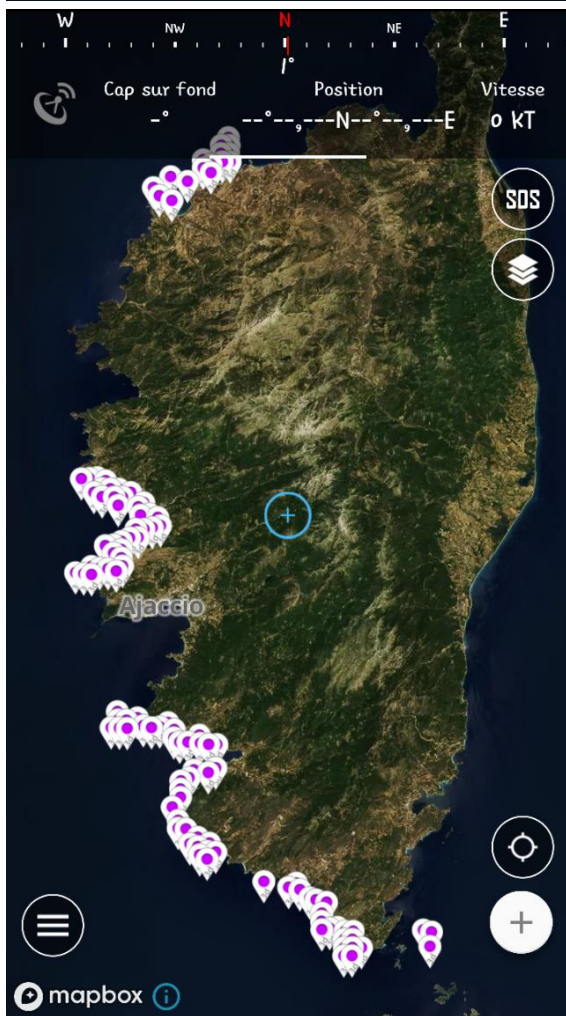 W NW N NE E
1°
Cap sur fond Position Vitesse
-° --°--,---N--°--,---E 0 KT
SOS
Ajaccio
mapbox